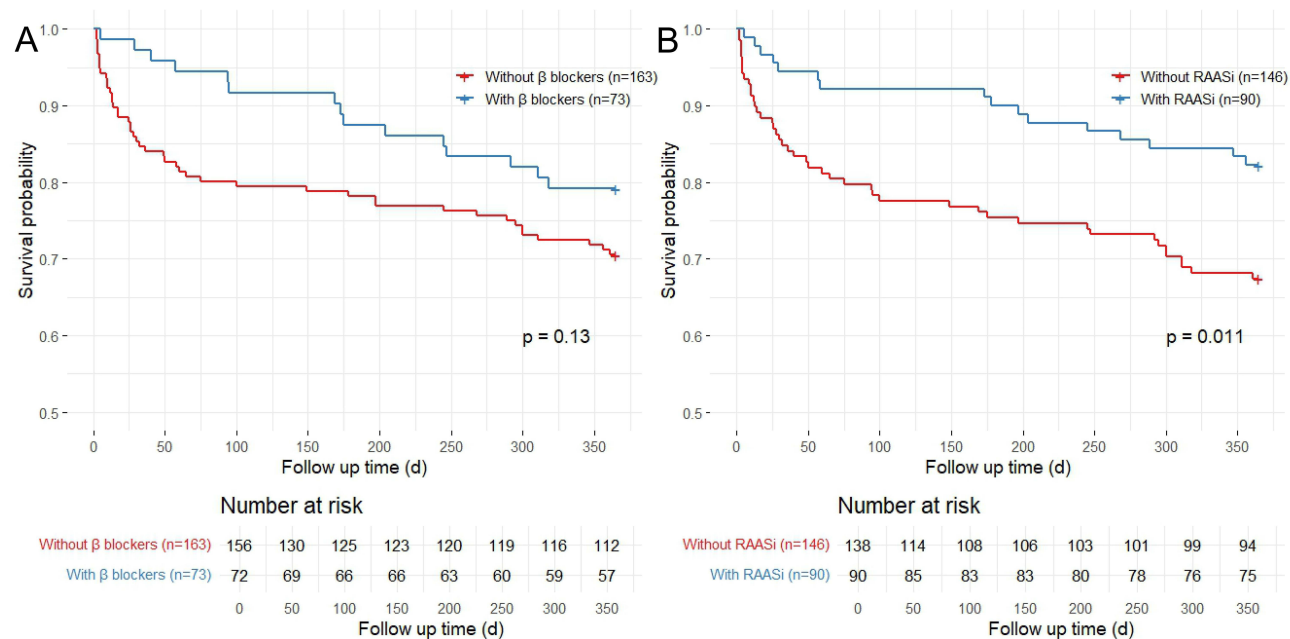 A
1.0
0.9
0.8
0.7
0.6
0.5
Survival probability
Without β blockers (n=163)
With β blockers (n=73)
p = 0.13
0 50 100 150 200 250 300 350
Follow up time (d)
Number at risk
Without β blockers (n=163) 156 130 125 123 120 119 116 112
With β blockers (n=73) 72 69 66 66 63 60 59 57
0 50 100 150 200 250 300 350
Follow up time (d)
B
1.0
0.9
0.8
0.7
0.6
0.5
Survival probability
Without RAASi (n=146)
With RAASi (n=90)
p = 0.011
0 50 100 150 200 250 300 350
Follow up time (d)
Number at risk
Without RAASi (n=146) 138 114 108 106 103 101 99 94
With RAASi (n=90) 90 85 83 83 80 78 76 75
0 50 100 150 200 250 300 350
Follow up time (d)